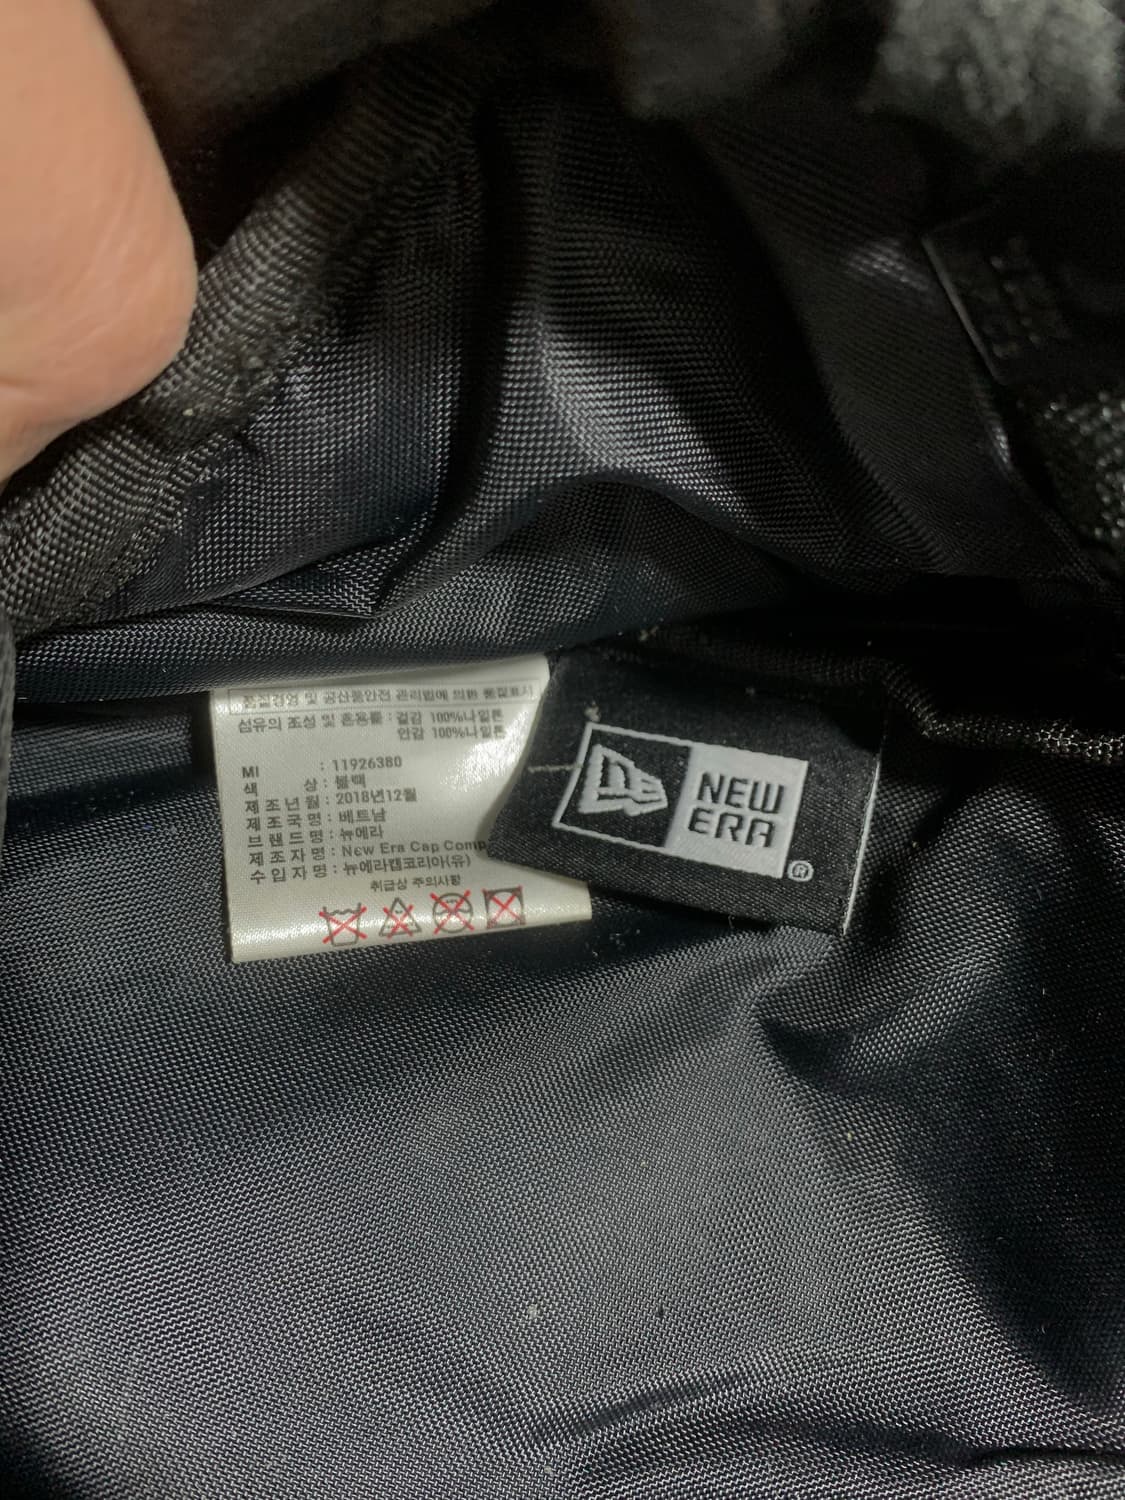 품질경영 및 공산품안전 관리법에 의한 품질표시
섬유의 조성 및 혼용률 : 겉감 100%나일론
안감 100%나일론
MI : 11926380
색 상 : 블랙
제 조 년 월 : 2018년12월
제 조 국 명 : 베트남
브 랜 드 명 : 뉴에라
제 조 자 명 : New Era Cap Comp
수 입 자 명 : 뉴에라캡코리아(유)
취급상 주의사항
NEW
ERA
®